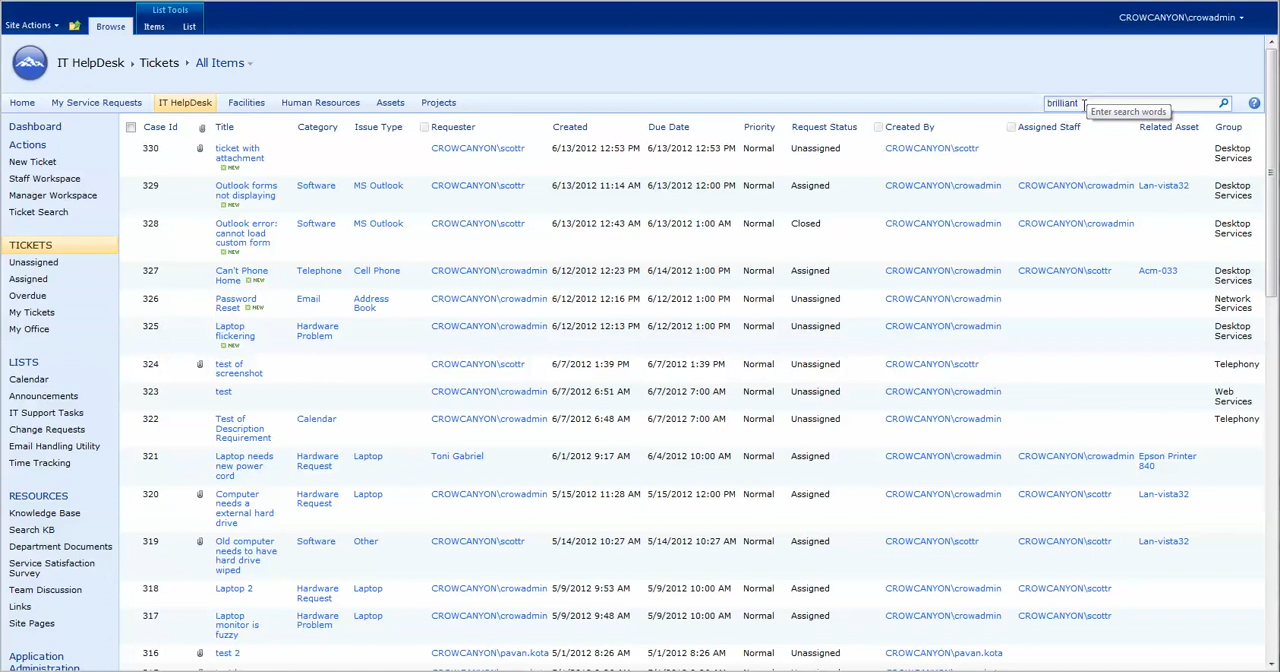 List Tools
Site Actions Browse Items List CROWCANYON\crowadmin
IT HelpDesk Tickets All Items
Home My Service Requests IT HelpDesk Facilities Human Resources Assets Projects brilliant
Enter search words
Dashboard
Actions
New Ticket
Staff Workspace
Manager Workspace
Ticket Search
TICKETS
Unassigned
Assigned
Overdue
My Tickets
My Office
LISTS
Calendar
Announcements
IT Support Tasks
Change Requests
Email Handling Utility
Time Tracking
RESOURCES
Knowledge Base
Search KB
Department Documents
Service Satisfaction
Survey
Team Discussion
Links
Site Pages
Application
Administration
Case Id Title Category Issue Type Requester Created Due Date Priority Request Status Created By Assigned Staff Related Asset Group
330 ticket with CROWCANYON\scottr 6/13/2012 12:53 PM 6/13/2012 12:53 PM Normal Unassigned CROWCANYON\scottr Desktop
attachment Services
NEW
329 Outlook forms Software MS Outlook CROWCANYON\scottr 6/13/2012 11:14 AM 6/13/2012 12:00 PM Normal Assigned CROWCANYON\crowadmin CROWCANYON\crowadmin Lan-vista32 Desktop
not displaying Services
NEW
328 Outlook error: Software MS Outlook CROWCANYON\scottr 6/13/2012 12:43 AM 6/13/2012 1:00 AM Normal Closed CROWCANYON\crowadmin CROWCANYON\crowadmin Desktop
cannot load Services
custom form
NEW
327 Can't Phone Telephone Cell Phone CROWCANYON\crowadmin 6/12/2012 12:23 PM 6/14/2012 1:00 PM Normal Assigned CROWCANYON\crowadmin CROWCANYON\scottr Acm-033 Desktop
Home NEW Services
326 Password Email Address CROWCANYON\crowadmin 6/12/2012 12:16 PM 6/12/2012 1:00 PM Normal Unassigned CROWCANYON\crowadmin Network
Reset NEW Book Services
325 Laptop Hardware CROWCANYON\crowadmin 6/12/2012 12:13 PM 6/12/2012 1:00 PM Normal Unassigned CROWCANYON\crowadmin Desktop
flickering Problem Services
NEW
324 test of CROWCANYON\scottr 6/7/2012 1:39 PM 6/7/2012 1:39 PM Normal Unassigned CROWCANYON\scottr Telephony
screenshot
323 test CROWCANYON\crowadmin 6/7/2012 6:51 AM 6/7/2012 7:00 AM Normal Unassigned CROWCANYON\crowadmin Web
Services
322 Test of Calendar CROWCANYON\crowadmin 6/7/2012 6:48 AM 6/7/2012 7:00 AM Normal Unassigned CROWCANYON\crowadmin Telephony
Description
Requirement
321 Laptop needs Hardware Laptop Toni Gabriel 6/1/2012 9:17 AM 6/4/2012 10:00 AM Normal Assigned CROWCANYON\crowadmin CROWCANYON\crowadmin Epson Printer
new power Request 840
cord
320 Computer Hardware Laptop CROWCANYON\crowadmin 5/15/2012 11:28 AM 5/15/2012 12:00 PM Normal Assigned CROWCANYON\crowadmin CROWCANYON\scottr Lan-vista32
needs a Request
external hard
drive
319 Old computer Software Other CROWCANYON\scottr 5/14/2012 10:27 AM 5/14/2012 10:27 AM Normal Assigned CROWCANYON\scottr CROWCANYON\scottr Lan-vista32
needs to have
hard drive
wiped
318 Laptop 2 Hardware Laptop CROWCANYON\crowadmin 5/9/2012 9:53 AM 5/9/2012 10:00 AM Normal Assigned CROWCANYON\crowadmin CROWCANYON\scottr
Request
317 Laptop Hardware CROWCANYON\crowadmin 5/9/2012 9:48 AM 5/9/2012 10:00 AM Normal Assigned CROWCANYON\crowadmin CROWCANYON\scottr
monitor is Problem
fuzzy
316 test 2 CROWCANYON\pavan.kota 5/1/2012 8:26 AM 5/1/2012 8:26 AM Normal Unassigned CROWCANYON\pavan.kota